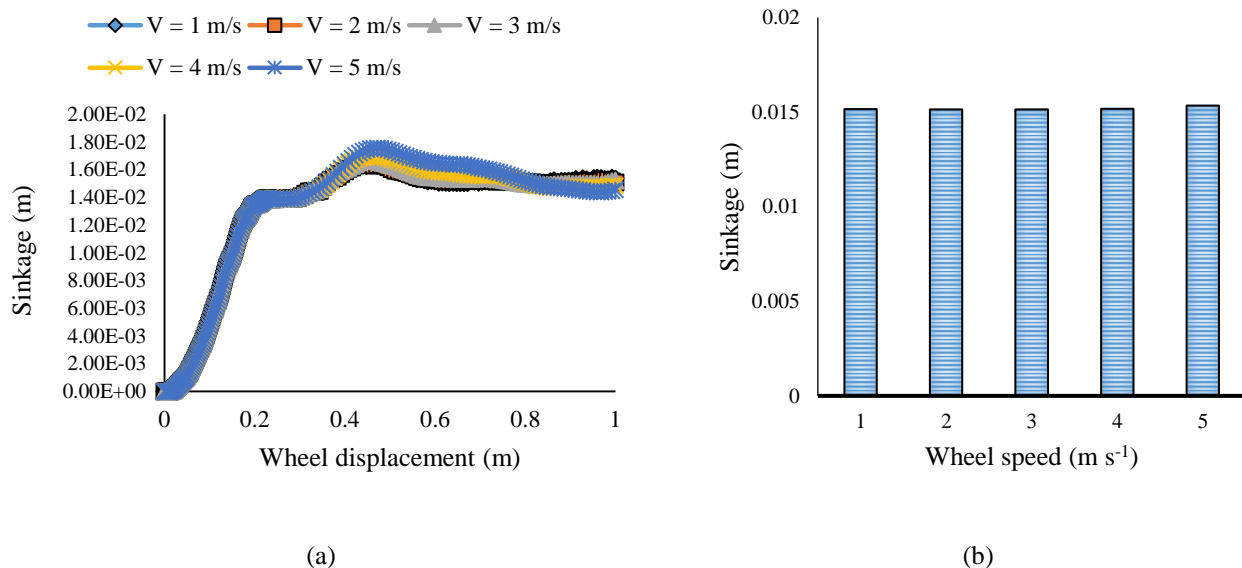 V = 1 m/s V = 2 m/s V = 3 m/s
V = 4 m/s V = 5 m/s
2.00E-02
1.80E-02
1.60E-02
1.40E-02
1.20E-02
1.00E-02
8.00E-03
6.00E-03
4.00E-03
2.00E-03
0.00E+00
Sinkage (m)
0 0.2 0.4 0.6 0.8 1
Wheel displacement (m)
(a)
0.02
0.015
0.01
0.005
0
Sinkage (m)
1 2 3 4 5
Wheel speed (m s⁻¹)
(b)